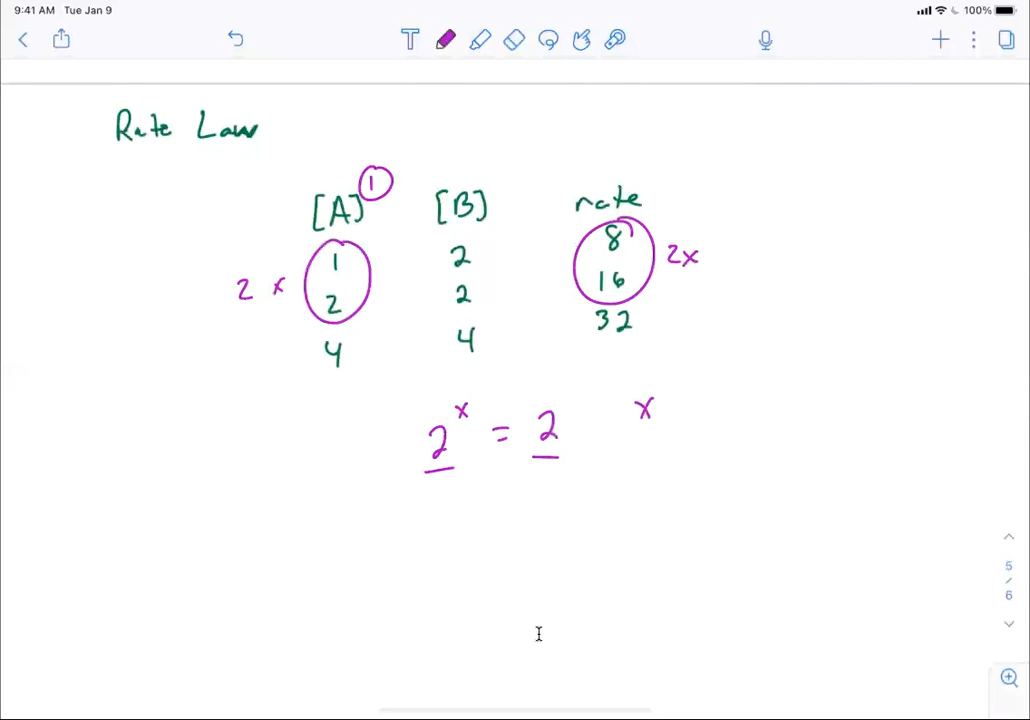 9:41 AM Tue Jan 9 100%
Rate Law
[A]^1 [B] rate
1 2 8
2 x 2 2 16 2x
4 4 32
2^x = 2 x
5
/
6